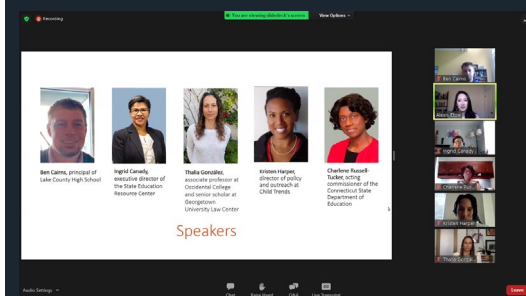 Recording
You are viewing slidedeck's screen
View Options
Ben Cairns, principal of
Lake County High School
Ingrid Canady,
executive director of
the State Education
Resource Center
Thalia González,
associate professor at
Occidental College
and senior scholar at
Georgetown
University Law Center
Kristen Harper,
director of policy
and outreach at
Child Trends
Charlene Russell-
Tucker, acting
commissioner of the
Connecticut State
Department of
Education
Speakers
Ben Cairns
Ingrid Canady
Charlene Rus...
Kristen Harper
Audio Settings
Chat
Raise Hand
Q&A
Live Transcript
Leave